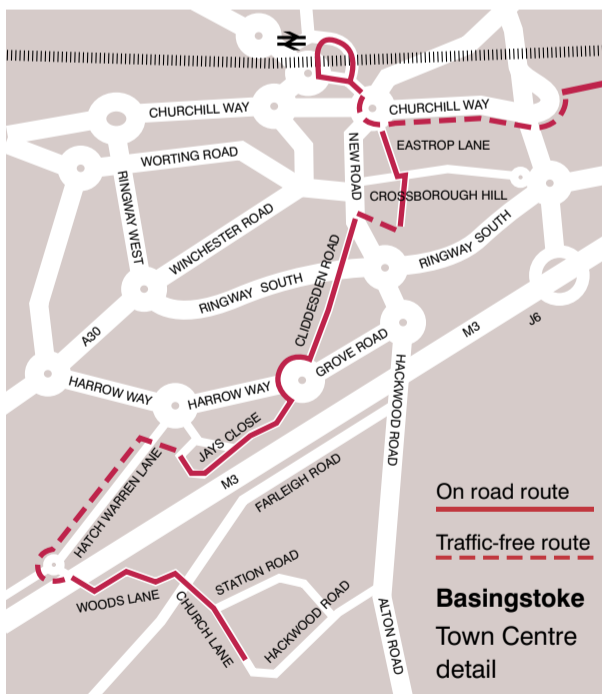 CHURCHILL WAY
CHURCHILL WAY
EASTROP LANE
WORTING ROAD
NEW ROAD
RINGWAY WEST
CROSSBOROUGH HILL
WINCHESTER ROAD
RINGWAY SOUTH
RINGWAY SOUTH
CLIDDESDEN ROAD
A30
M3
J6
GROVE ROAD
HARROW WAY
HARROW WAY
HACKWOOD ROAD
JAYS CLOSE
HATCH WARREN LANE
M3
FARLEIGH ROAD
On road route
Traffic-free route
STATION ROAD
WOODS LANE
CHURCH LANE
HACKWOOD ROAD
ALTON ROAD
Basingstoke
Town Centre
detail